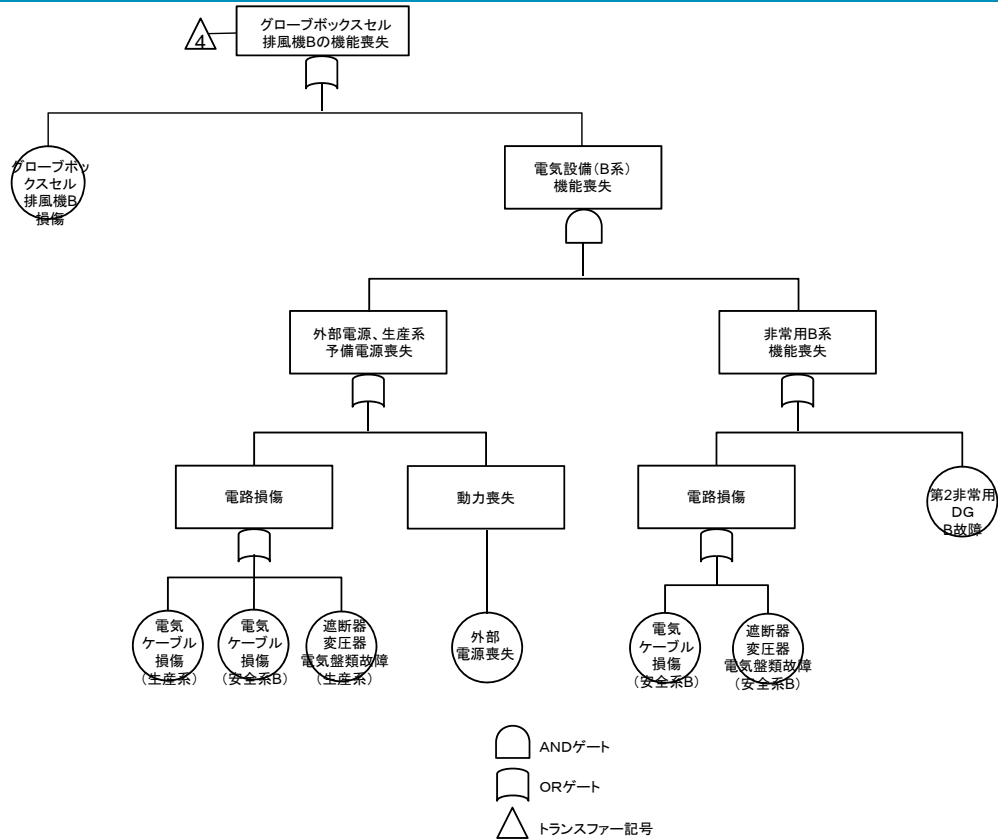 4
グローブボックスセル
排風機Bの機能喪失
グローブボッ
クスセル
排風機B
損傷
電気設備(B系)
機能喪失
外部電源、生産系
予備電源喪失
非常用B系
機能喪失
電路損傷
動力喪失
電路損傷
第2非常用
DG
B故障
電気
ケーブル
損傷
(生産系)
電気
ケーブル
損傷
(安全系B)
遮断器
変圧器
電気盤類故障
(生産系)
外部
電源喪失
電気
ケーブル
損傷
(安全系B)
遮断器
変圧器
電気盤類故障
(安全系B)
ANDゲート
ORゲート
トランスファー記号